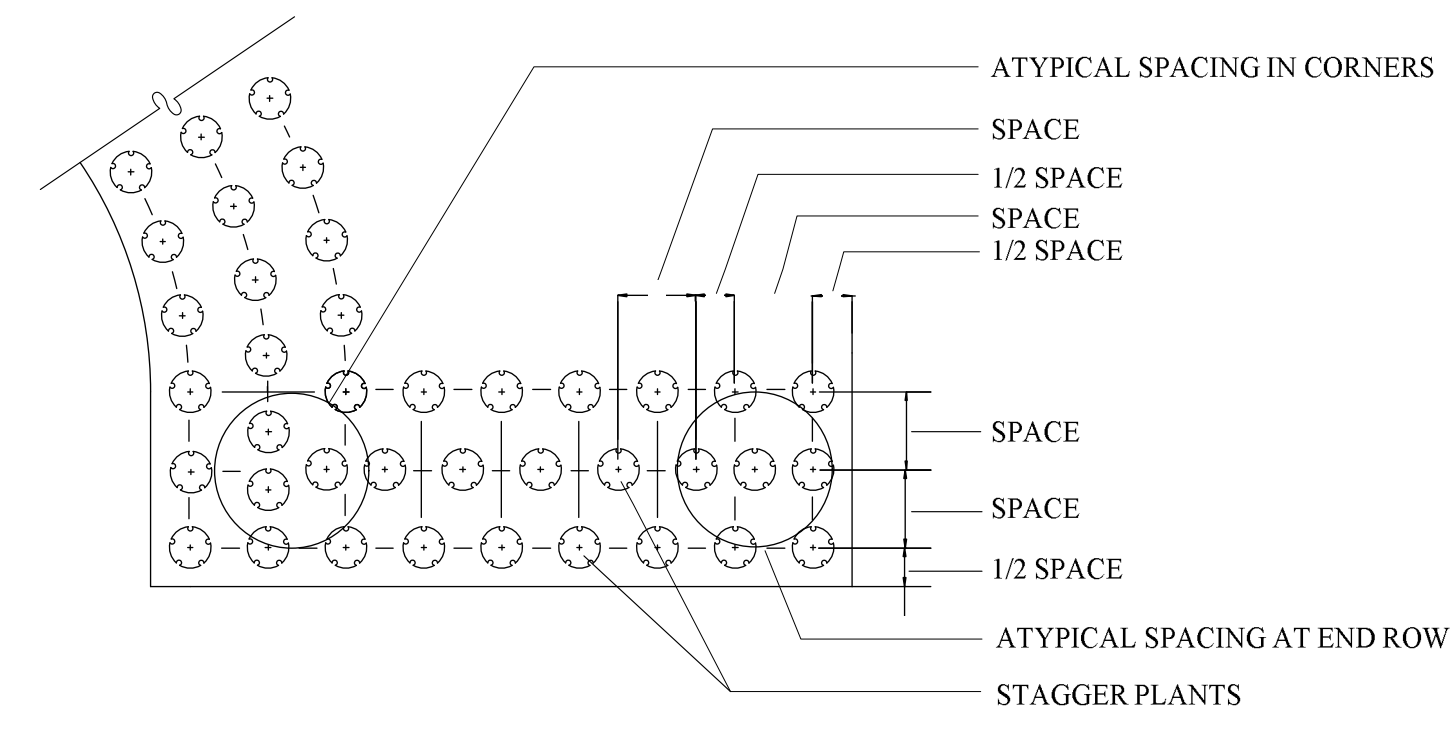 ATYPICAL SPACING IN CORNERS
SPACE
1/2 SPACE
SPACE
1/2 SPACE
SPACE
SPACE
1/2 SPACE
ATYPICAL SPACING AT END ROW
STAGGER PLANTS